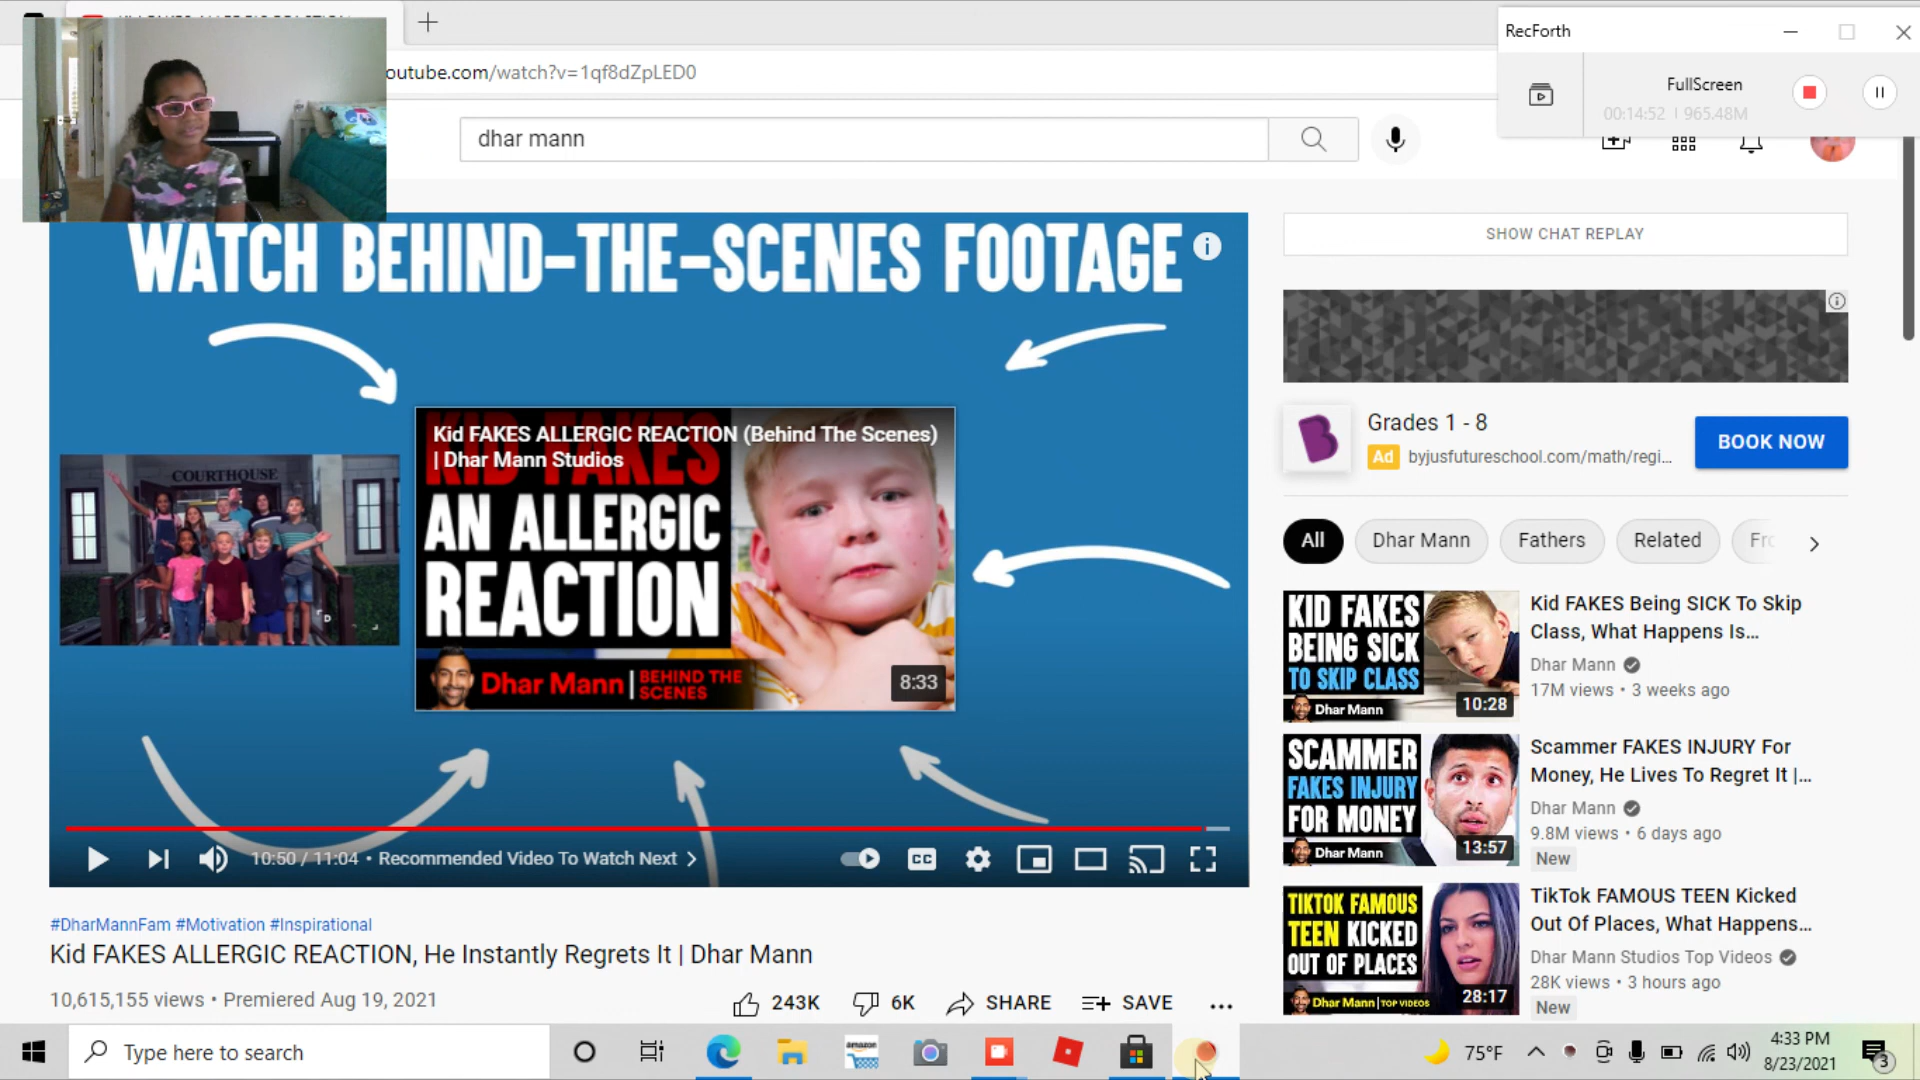 RecForth
outube.com/watch?v=1qf8dZpLED0
FullScreen
00:14:52 | 965.48M
dhar mann
WATCH BEHIND-THE-SCENES FOOTAGE
SHOW CHAT REPLAY
Kid FAKES ALLERGIC REACTION (Behind The Scenes)
| Dhar Mann Studios
KID FAKES
AN ALLERGIC
REACTION
Dhar Mann | BEHIND THE
SCENES
8:33
COURTHOUSE
Grades 1 - 8
Ad byjusfutureschool.com/math/regi...
BOOK NOW
All
Dhar Mann
Fathers
Related
KID FAKES
BEING SICK
TO SKIP CLASS
Dhar Mann
10:28
Kid FAKES Being SICK To Skip
Class, What Happens Is...
Dhar Mann
17M views • 3 weeks ago
SCAMMER
FAKES INJURY
FOR MONEY
Dhar Mann
13:57
Scammer FAKES INJURY For
Money, He Lives To Regret It |...
Dhar Mann
9.8M views • 6 days ago
New
TIKTOK FAMOUS
TEEN KICKED
OUT OF PLACES
Dhar Mann | TOP VIDEOS
28:17
TikTok FAMOUS TEEN Kicked
Out Of Places, What Happens...
Dhar Mann Studios Top Videos
28K views • 3 hours ago
New
10:50 / 11:04 • Recommended Video To Watch Next
CC
#DharMannFam #Motivation #Inspirational
Kid FAKES ALLERGIC REACTION, He Instantly Regrets It | Dhar Mann
10,615,155 views • Premiered Aug 19, 2021
243K
6K
SHARE
SAVE
Type here to search
amazon
75°F
4:33 PM
8/23/2021
3